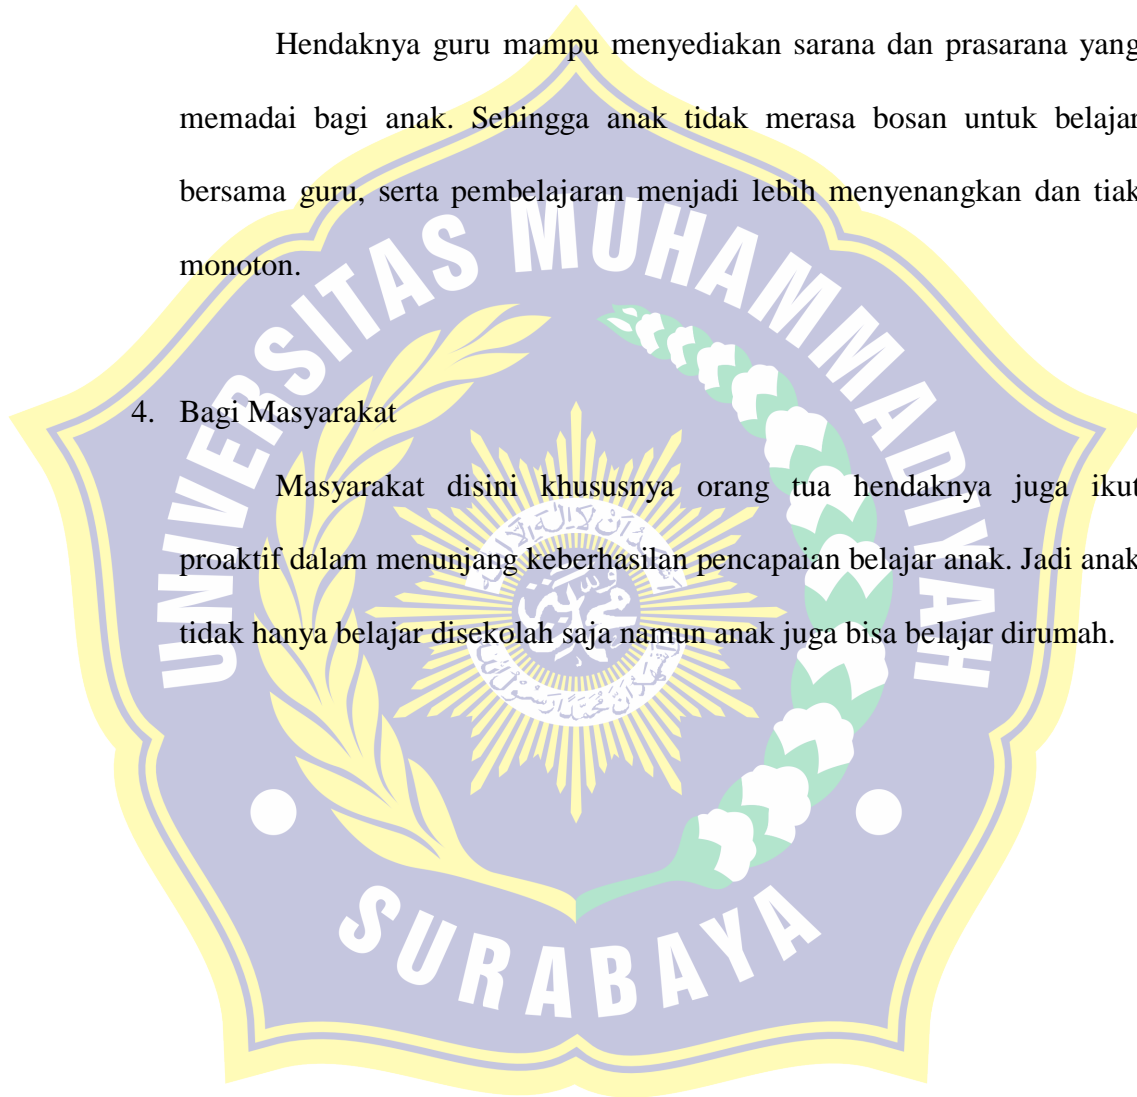 Hendaknya guru mampu menyediakan sarana dan prasarana yang
memadai bagi anak. Sehingga anak tidak merasa bosan untuk belajar
bersama guru, serta pembelajaran menjadi lebih menyenangkan dan tiak
monoton.
4. Bagi Masyarakat
Masyarakat disini khususnya orang tua hendaknya juga ikut
proaktif dalam menunjang keberhasilan pencapaian belajar anak. Jadi anak
tidak hanya belajar disekolah saja namun anak juga bisa belajar dirumah.
UNIVERSITAS MUHAMMADIYAH
SURABAYA